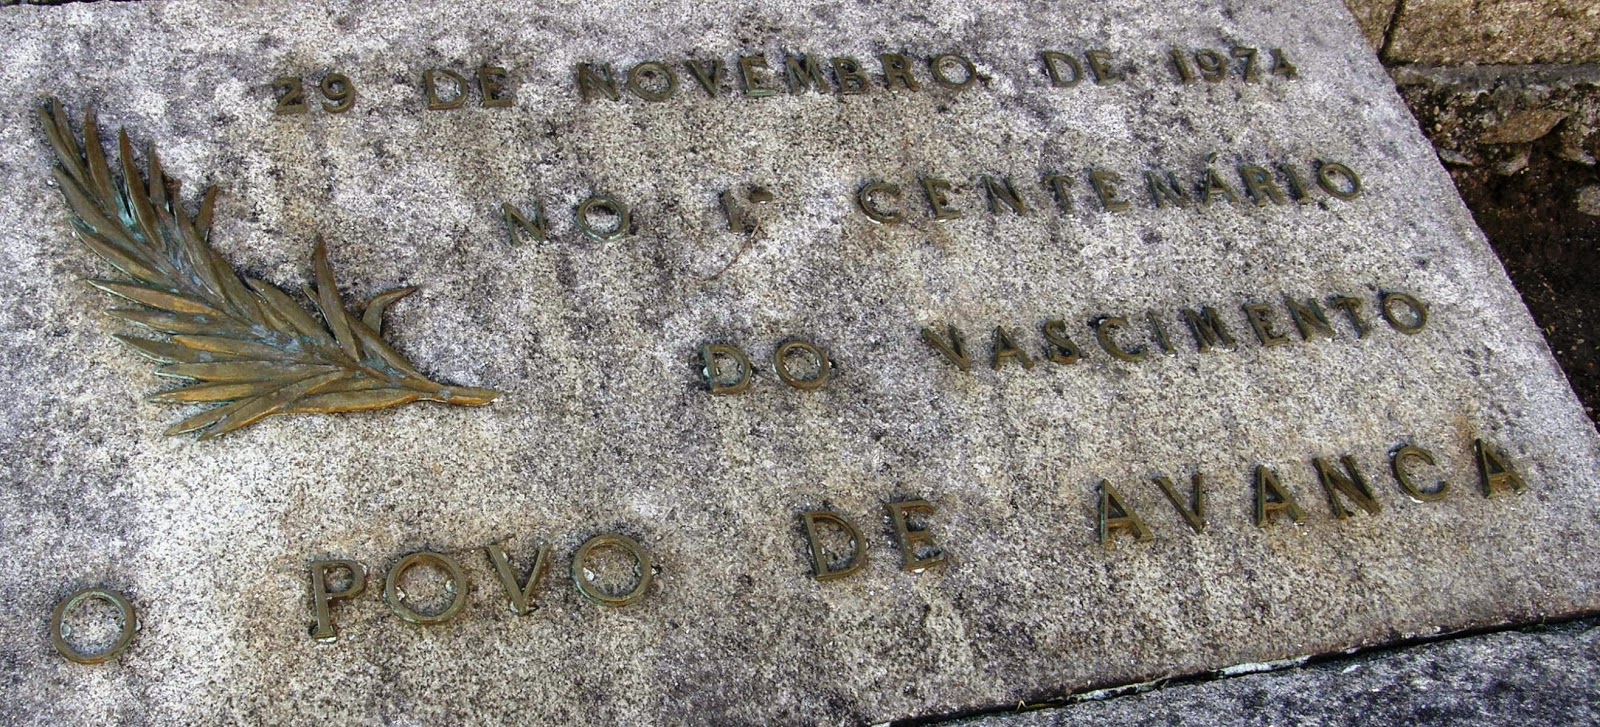 29 DE NOVEMBRO DE 1974
NO 1º CENTENÁRIO
DO VASCIMENTO
O POVO DE AVANCA